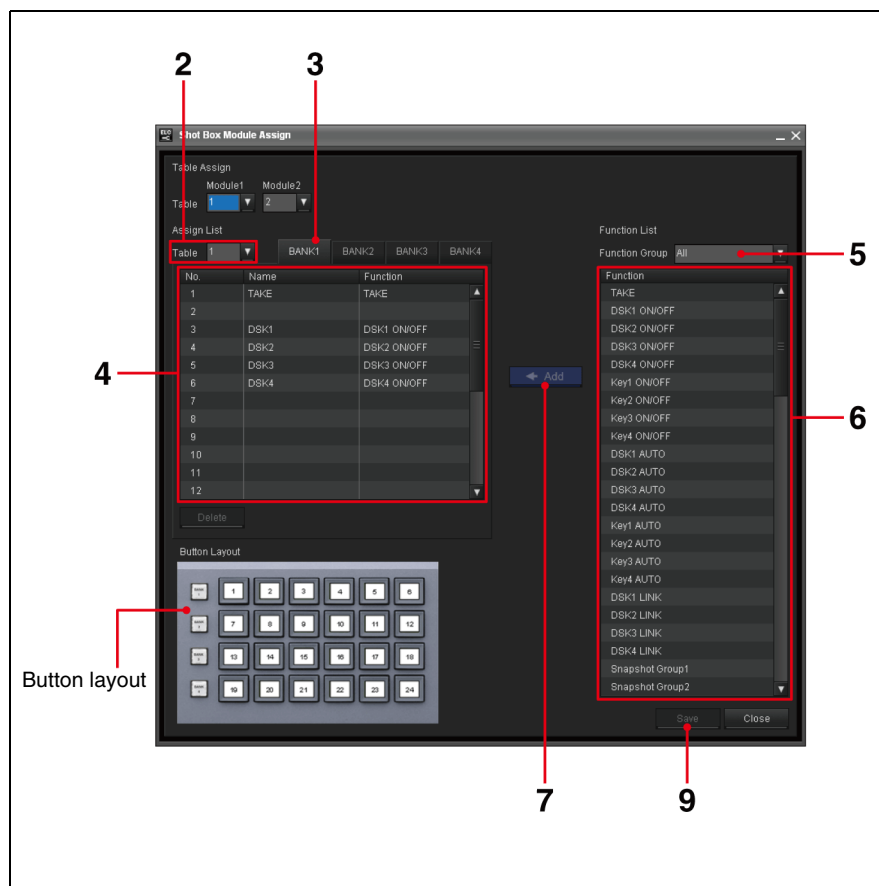 2 3
ELC
Shot Box Module Assign
Table Assign
Module1 Module2
Table 1 2
Assign List
Function List
Table 1 BANK1 BANK2 BANK3 BANK4
Function Group All
5
No. Name Function
1 TAKE TAKE
2
3 DSK1 DSK1 ON/OFF
4 DSK2 DSK2 ON/OFF
5 DSK3 DSK3 ON/OFF
6 DSK4 DSK4 ON/OFF
7
8
9
10
11
12
4
Delete
Add
7
Function
TAKE
DSK1 ON/OFF
DSK2 ON/OFF
DSK3 ON/OFF
DSK4 ON/OFF
Key1 ON/OFF
Key2 ON/OFF
Key3 ON/OFF
Key4 ON/OFF
DSK1 AUTO
DSK2 AUTO
DSK3 AUTO
DSK4 AUTO
Key1 AUTO
Key2 AUTO
Key3 AUTO
Key4 AUTO
DSK1 LINK
DSK2 LINK
DSK3 LINK
DSK4 LINK
Snapshot Group1
Snapshot Group2
6
Button Layout
1 2 3 4 5 6
7 8 9 10 11 12
13 14 15 16 17 18
19 20 21 22 23 24
Button layout
Save Close
9